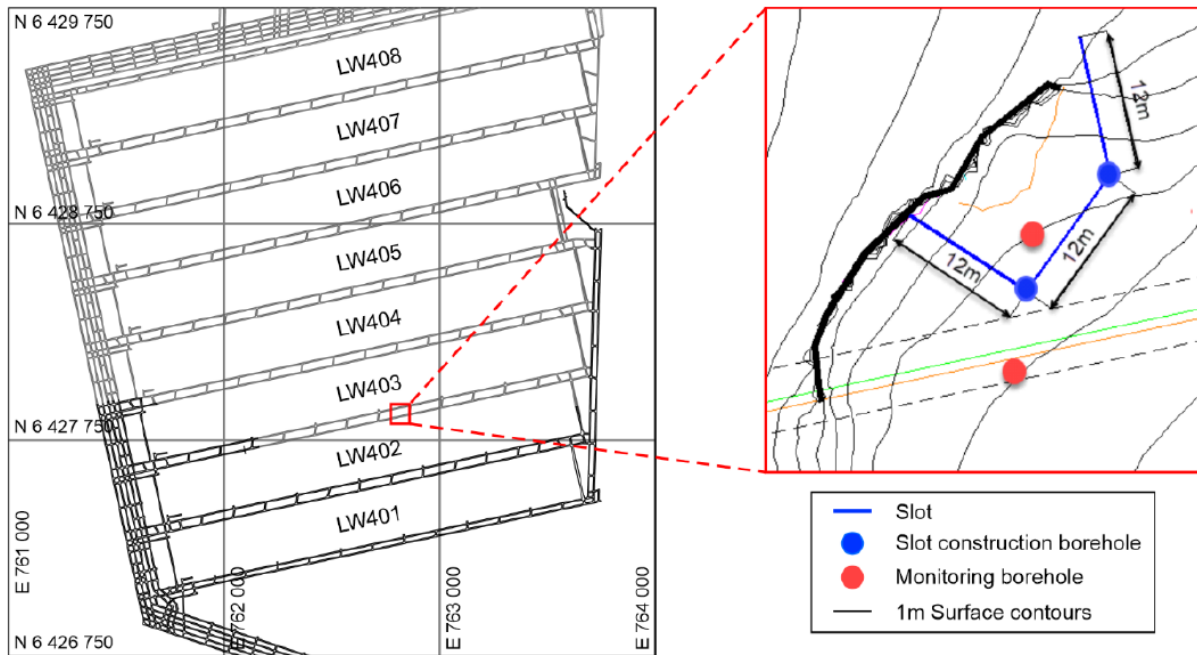 N 6 429 750
LW408
LW407
LW406
N 6 428 750
LW405
LW404
LW403
N 6 427 750
LW402
LW401
E 761 000
E 762 000
E 763 000
E 764 000
N 6 426 750
12m
12m
12m
Slot
Slot construction borehole
Monitoring borehole
1m Surface contours